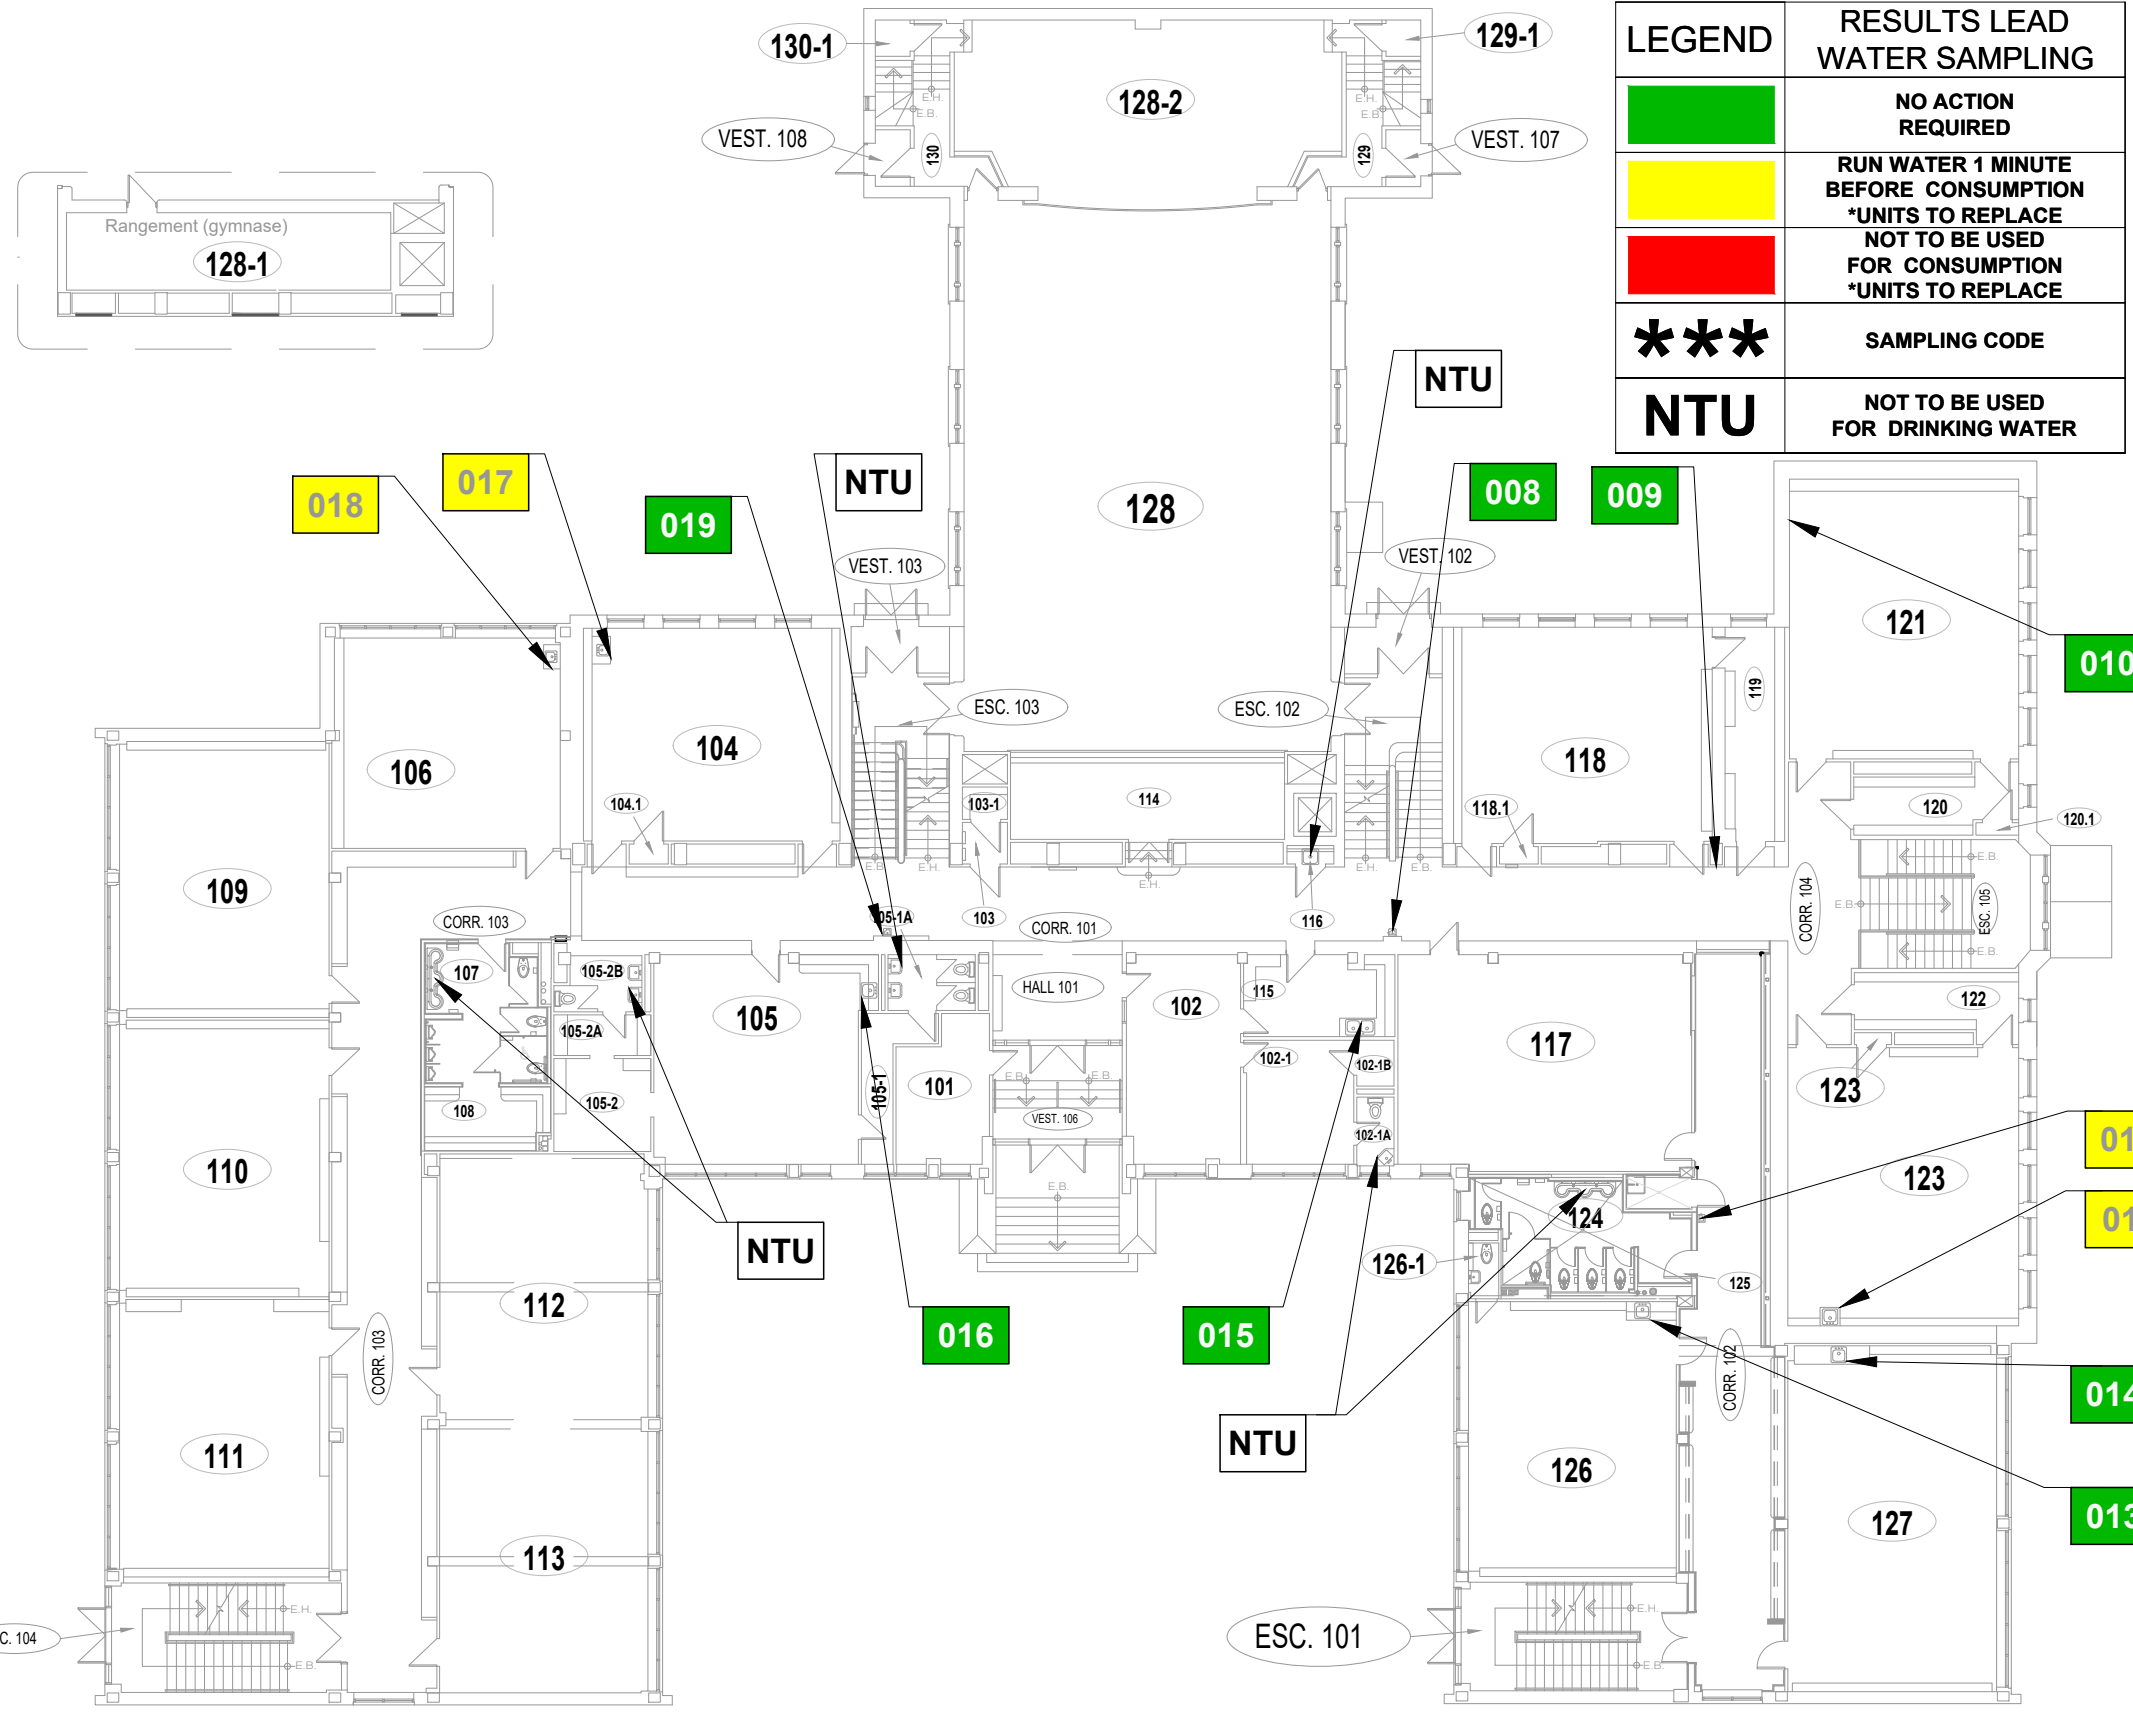 LEGEND
RESULTS LEAD
WATER SAMPLING
NO ACTION
REQUIRED
RUN WATER 1 MINUTE
BEFORE CONSUMPTION
*UNITS TO REPLACE
NOT TO BE USED
FOR CONSUMPTION
*UNITS TO REPLACE
***
SAMPLING CODE
NTU
NOT TO BE USED
FOR DRINKING WATER
130-1
129-1
128-2
E.H.
E.B.
E.H.
E.B.
VEST. 108
VEST. 107
130
129
Rangement (gymnase)
128-1
NTU
018
017
019
NTU
128
008
009
VEST. 103
VEST. 102
121
010
ESC. 103
ESC. 102
119
106
104
118
104.1
103-1
114
118.1
120
120.1
E.B.
E.H.
E.H.
E.H.
E.B.
E.B.
109
CORR. 103
105-1A
103
CORR. 101
116
CORR. 104
E.B.
ESC. 105
E.B.
107
105-2B
HALL 101
102
115
122
105-2A
105
117
102-1
102-1B
123
101
105-1
E.B.
E.B.
108
105-2
VEST. 106
102-1A
110
E.B.
123
124
NTU
126-1
125
112
016
015
CORR. 103
CORR. 102
014
111
NTU
126
127
013
113
E.H.
E.B.
C. 104
ESC. 101
E.H.
E.B.
01
01